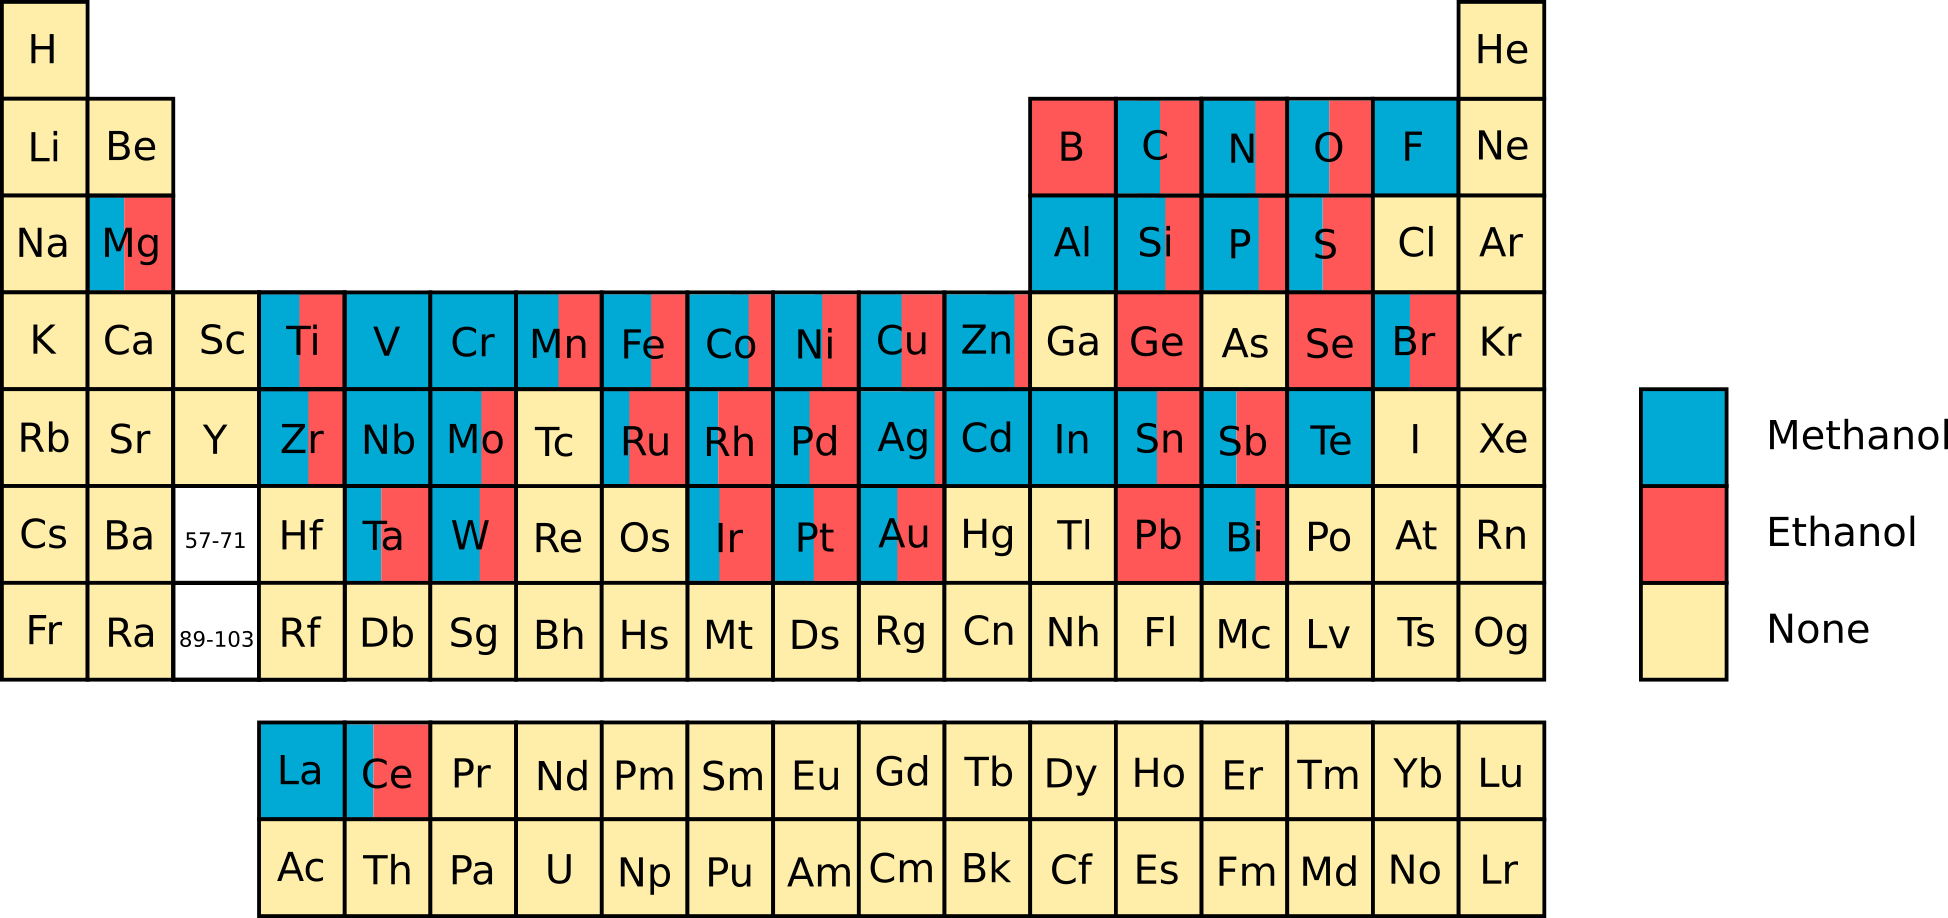 H He
Li Be B C N O F Ne
Na Mg Al Si P S Cl Ar
K Ca Sc Ti V Cr Mn Fe Co Ni Cu Zn Ga Ge As Se Br Kr
Rb Sr Y Zr Nb Mo Tc Ru Rh Pd Ag Cd In Sn Sb Te I Xe
Cs Ba 57-71 Hf Ta W Re Os Ir Pt Au Hg Tl Pb Bi Po At Rn
Fr Ra 89-103 Rf Db Sg Bh Hs Mt Ds Rg Cn Nh Fl Mc Lv Ts Og
La Ce Pr Nd Pm Sm Eu Gd Tb Dy Ho Er Tm Yb Lu
Ac Th Pa U Np Pu Am Cm Bk Cf Es Fm Md No Lr
Methanol
Ethanol
None